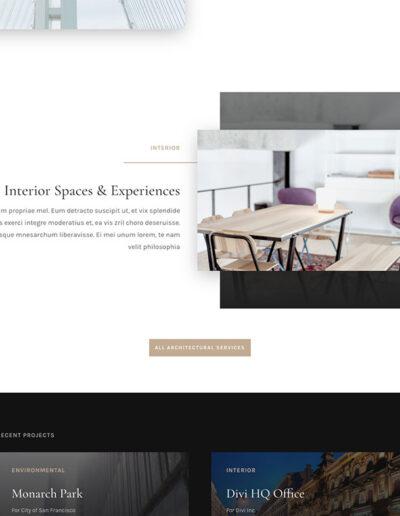 INTERIOR
Interior Spaces & Experiences
m propriae mel. Eum detracto suscipit ut, et vix splendide
s exerci integre moderatius et, ea vis zril choro deseruisse.
sque mnesarchum liberavisse. Ei mei unum lorem, te nam
velit philosophia
ALL ARCHITECTURAL SERVICES
ECENT PROJECTS
ENVIRONMENTAL
Monarch Park
For City of San Francisco
INTERIOR
Divi HQ Office
For Divi Inc